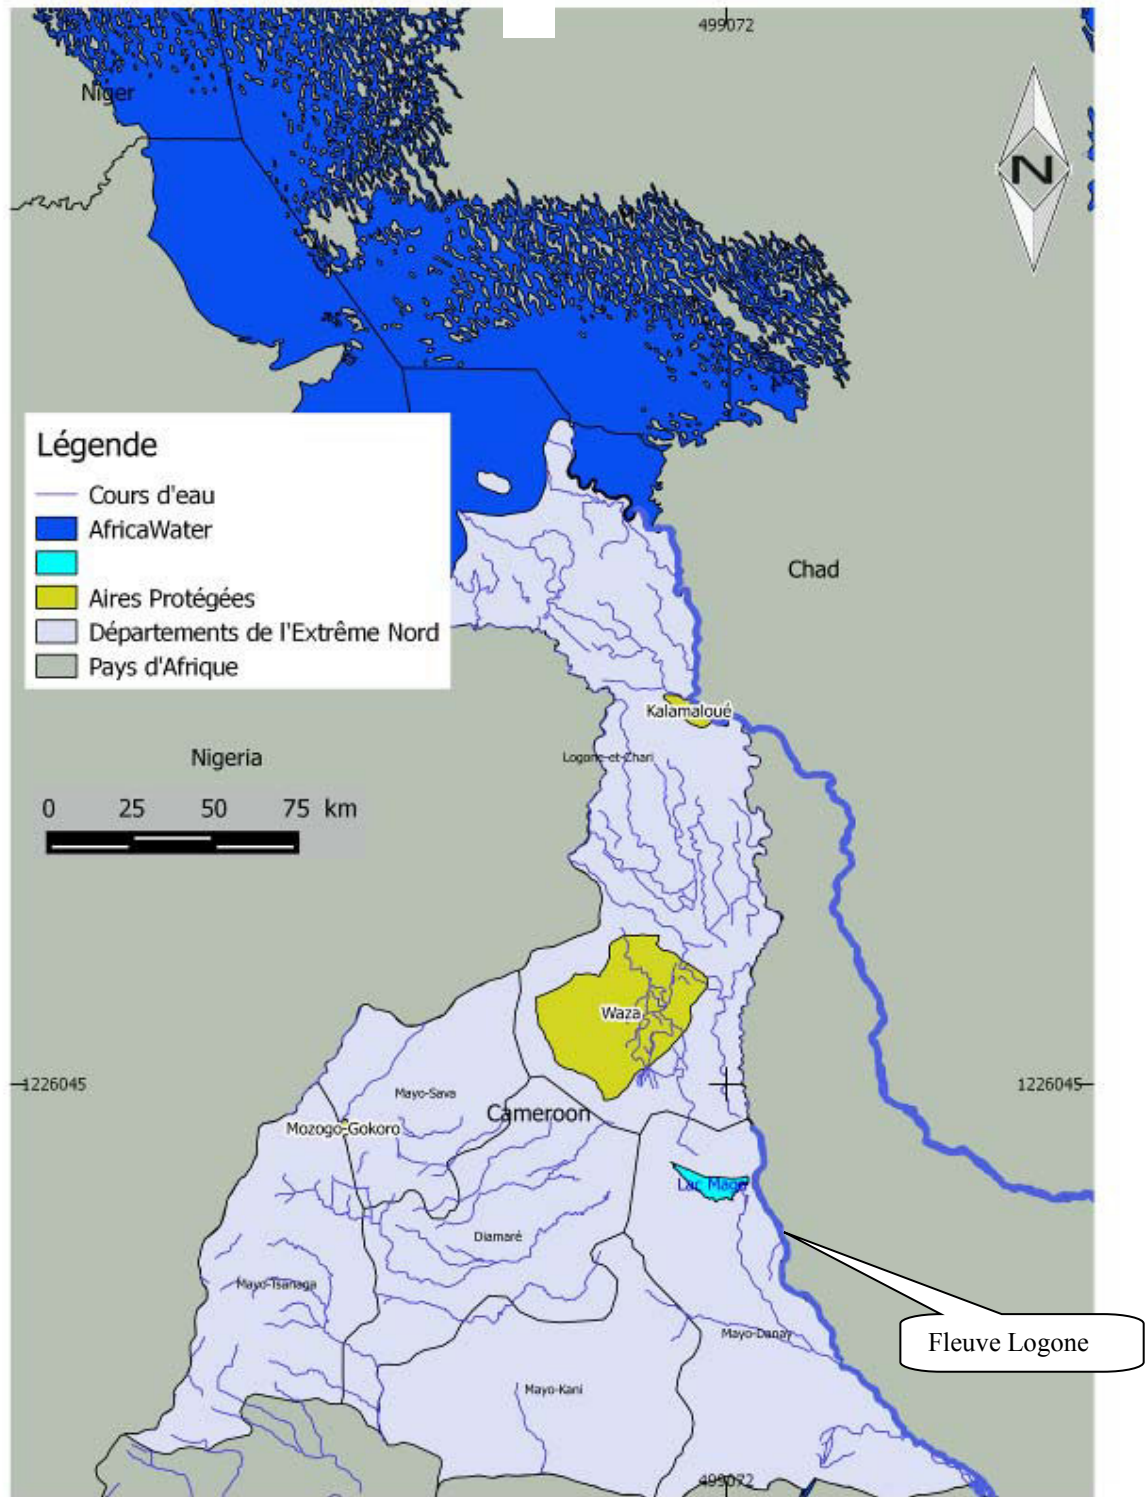 499072
Niger
N
Légende
Cours d'eau
AfricaWater
Aires Protégées
Départements de l'Extrême Nord
Pays d'Afrique
Chad
Kalamaloué
Nigeria
Logone-et-Chari
0 25 50 75 km
Waza
1226045
1226045
Mayo-Sava
Cameroon
Mozogo-Gokoro
Lac Maga
Diamaré
Mayo-Tsanaga
Mayo-Danay
Fleuve Logone
Mayo-Kani
499072